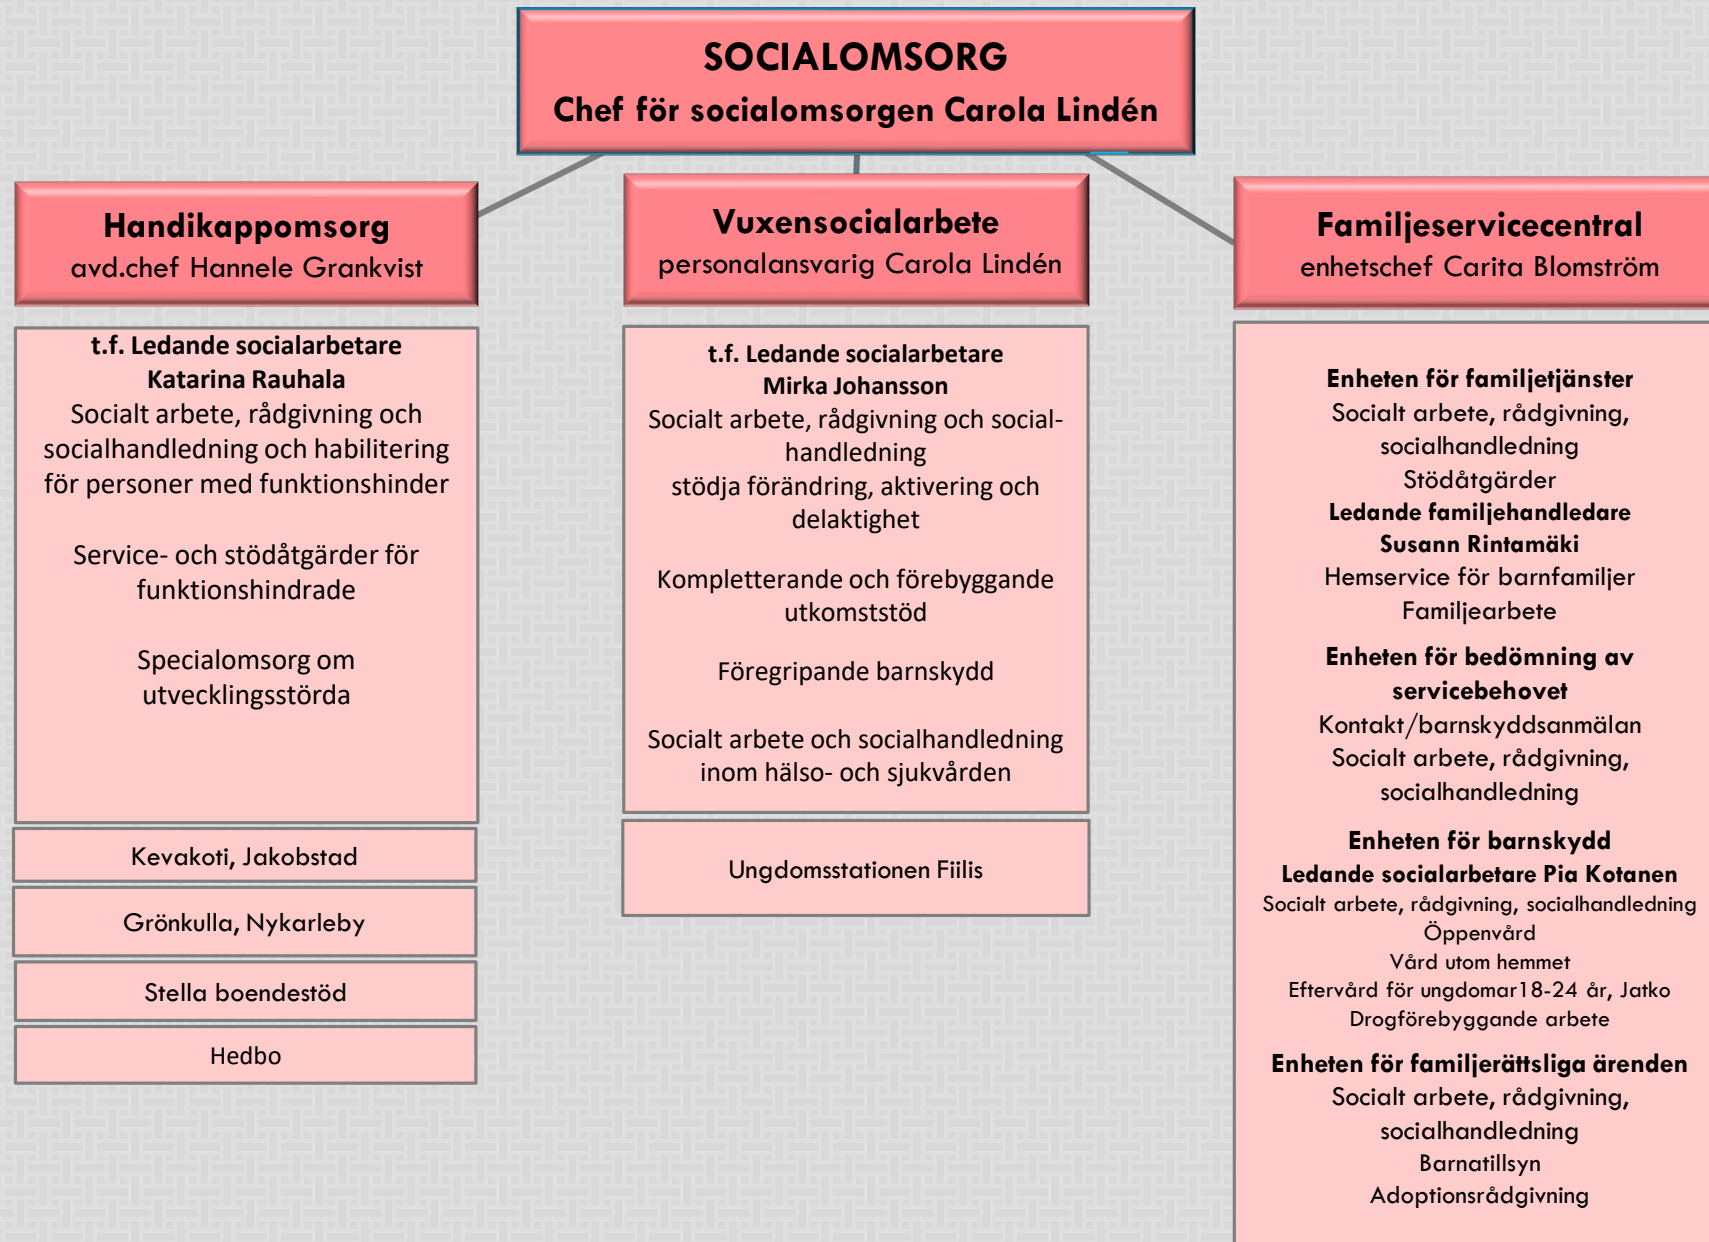 SOCIALOMSORG
Chef för socialomsorgen Carola Lindén
Handikappomsorg
avd.chef Hannele Grankvist
t.f. Ledande socialarbetare
Katarina Rauhala
Socialt arbete, rådgivning och
socialhandledning och habilitering
för personer med funktionshinder
Service- och stödåtgärder för
funktionshindrade
Specialomsorg om
utvecklingsstörda
Kevakoti, Jakobstad
Grönkulla, Nykarleby
Stella boendestöd
Hedbo
Vuxensocialarbete
personalansvarig Carola Lindén
t.f. Ledande socialarbetare
Mirka Johansson
Socialt arbete, rådgivning och social-
handledning
stödja förändring, aktivering och
delaktighet
Kompletterande och förebyggande
utkomststöd
Föregripande barnskydd
Socialt arbete och socialhandledning
inom hälso- och sjukvården
Ungdomsstationen Fiilis
Familjeservicecentral
enhetschef Carita Blomström
Enheten för familjetjänster
Socialt arbete, rådgivning,
socialhandledning
Stödåtgärder
Ledande familjehandledare
Susann Rintamäki
Hemservice för barnfamiljer
Familjearbete
Enheten för bedömning av
servicebehovet
Kontakt/barnskyddsanmälan
Socialt arbete, rådgivning,
socialhandledning
Enheten för barnskydd
Ledande socialarbetare Pia Kotanen
Socialt arbete, rådgivning, socialhandledning
Öppenvård
Vård utom hemmet
Eftervård för ungdomar18-24 år, Jatko
Drogförebyggande arbete
Enheten för familjerättsliga ärenden
Socialt arbete, rådgivning,
socialhandledning
Barnatillsyn
Adoptionsrådgivning